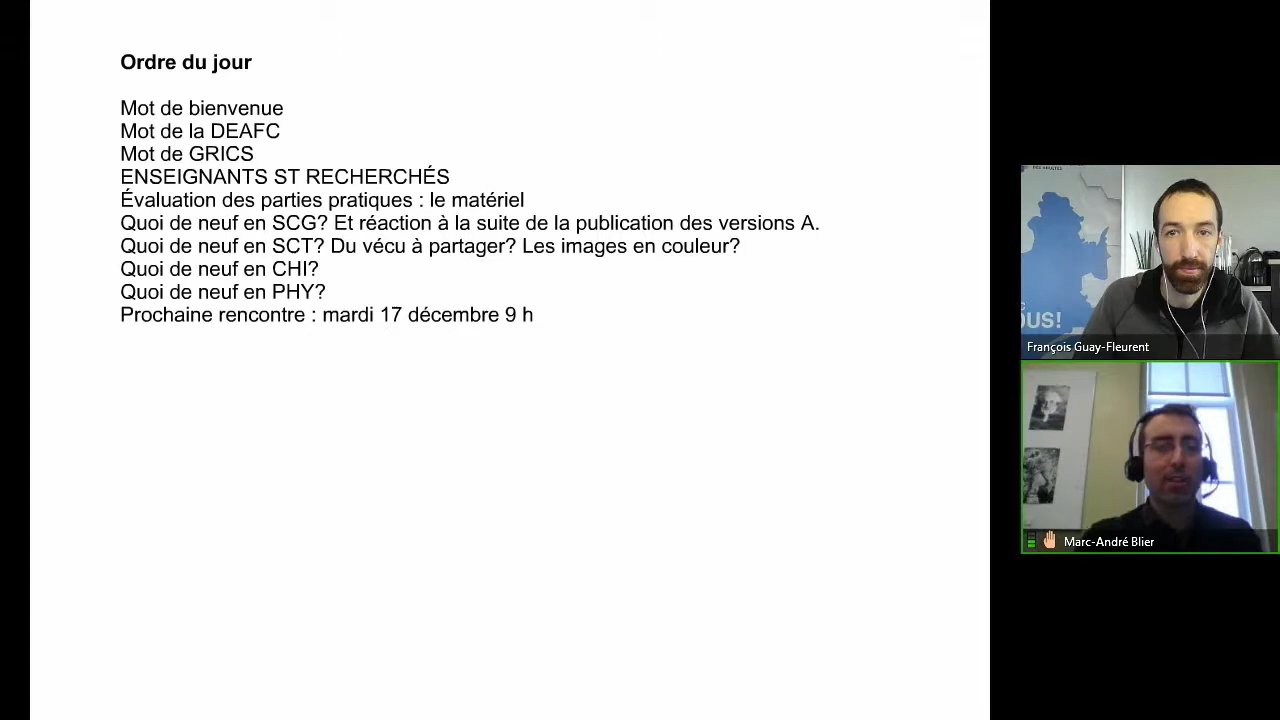 Ordre du jour
Mot de bienvenue
Mot de la DEAFC
Mot de GRICS
ENSEIGNANTS ST RECHERCHÉS
Évaluation des parties pratiques : le matériel
Quoi de neuf en SCG? Et réaction à la suite de la publication des versions A.
Quoi de neuf en SCT? Du vécu à partager? Les images en couleur?
Quoi de neuf en CHI?
Quoi de neuf en PHY?
Prochaine rencontre : mardi 17 décembre 9 h
OUS!
François Guay-Fleurent
Marc-André Blier